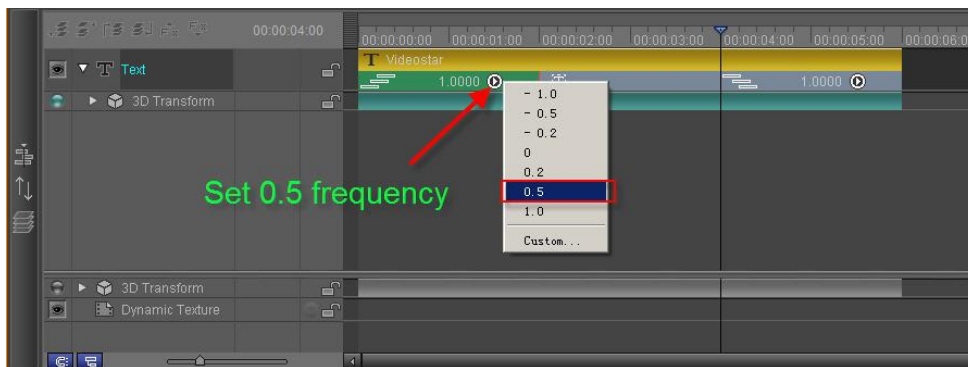 00:00:04:00
00:00:00:00 00:00:01:00 00:00:02:00 00:00:03:00 00:00:04:00 00:00:05:00 00:00:06:0
T Text
T Videostar
1.0000
1.0000
3D Transform
- 1.0
- 0.5
- 0.2
0
0.2
0.5
1.0
Custom...
Set 0.5 frequency
3D Transform
Dynamic Texture